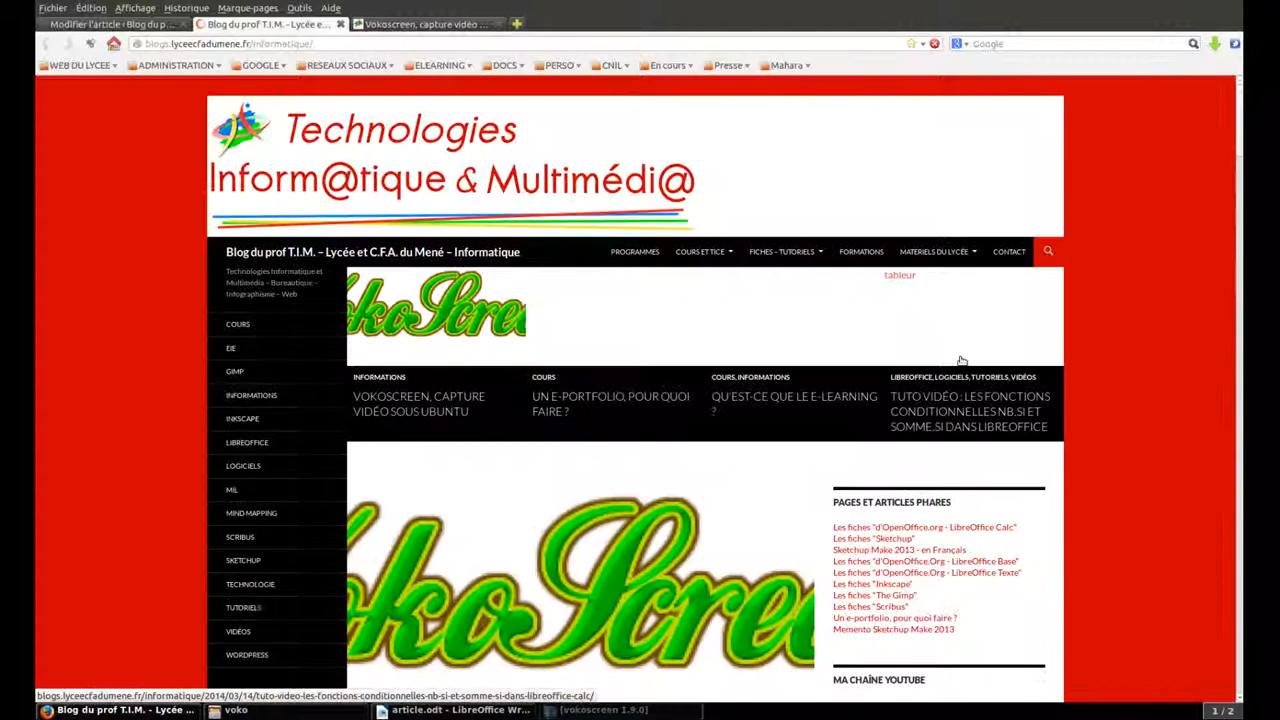 Fichier Édition Affichage Historique Marque-pages Outils Aide
Modifier l'article ‹ Blog du p...
Blog du prof T.I.M. – Lycée e...
Vokoscreen, capture vidéo ...
blogs.lyceecfadumene.fr/informatique/
Google
WEB DU LYCEE
ADMINISTRATION
GOOGLE
RESEAUX SOCIAUX
ELEARNING
DOCS
PERSO
CNIL
En cours
Presse
Mahara
Technologies
Inform@tique & Multimédi@
Blog du prof T.I.M. – Lycée et C.F.A. du Mené – Informatique
PROGRAMMES
COURS ET TICE
FICHES – TUTORIELS
FORMATIONS
MATERIELS DU LYCÉE
CONTACT
Technologies Informatique et
Multimédia – Bureautique –
Infographisme – Web
COURS
EIE
GIMP
INFORMATIONS
INKSCAPE
LIBREOFFICE
LOGICIELS
MIL
MIND MAPPING
SCRIBUS
SKETCHUP
TECHNOLOGIE
TUTORIELS
VIDÉOS
WORDPRESS
okoScree
tableur
INFORMATIONS
VOKOSCREEN, CAPTURE
VIDÉO SOUS UBUNTU
COURS
UN E-PORTFOLIO, POUR QUOI
FAIRE ?
COURS, INFORMATIONS
QU'EST-CE QUE LE E-LEARNING
?
LIBREOFFICE, LOGICIELS, TUTORIELS, VIDÉOS
TUTO VIDÉO : LES FONCTIONS
CONDITIONNELLES NB.SI ET
SOMME.SI DANS LIBREOFFICE
okoScree
PAGES ET ARTICLES PHARES
Les fiches "d'OpenOffice.org - LibreOffice Calc"
Les fiches "Sketchup"
Sketchup Make 2013 - en Français
Les fiches "d'OpenOffice.Org - LibreOffice Base"
Les fiches "d'OpenOffice.Org - LibreOffice Texte"
Les fiches "Inkscape"
Les fiches "The Gimp"
Les fiches "Scribus"
Un e-portfolio, pour quoi faire ?
Memento Sketchup Make 2013
MA CHAÎNE YOUTUBE
blogs.lyceecfadumene.fr/informatique/2014/03/14/tuto-video-les-fonctions-conditionnelles-nb-si-et-somme-si-dans-libreoffice-calc/
Blog du prof T.I.M. - Lycée ...
voko
article.odt - LibreOffice Wr...
[vokoscreen 1.9.0]
1 / 2